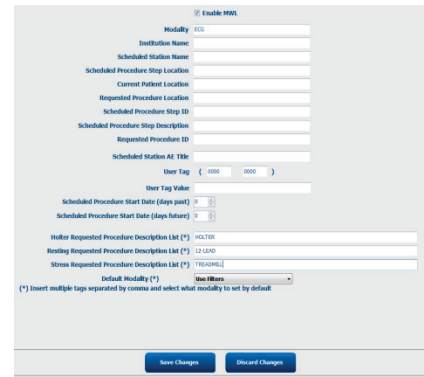 Enable MWL
Modality ECG
Institution Name
Scheduled Station Name
Scheduled Procedure Step Location
Current Patient Location
Requested Procedure Location
Scheduled Procedure Step ID
Scheduled Procedure Step Description
Requested Procedure ID
Scheduled Station AE Title
User Tag ( 0000 0000 )
User Tag Value
Scheduled Procedure Start Date (days past) 0
Scheduled Procedure Start Date (days future) 0
Holter Requested Procedure Description List (*) HOLTER
Resting Requested Procedure Description List (*) 12-LEAD
Stress Requested Procedure Description List (*) TREADMILL
Default Modality (*) Use Filters
(*) Insert multiple tags separated by comma and select what modality to set by default
Save Changes Discard Changes